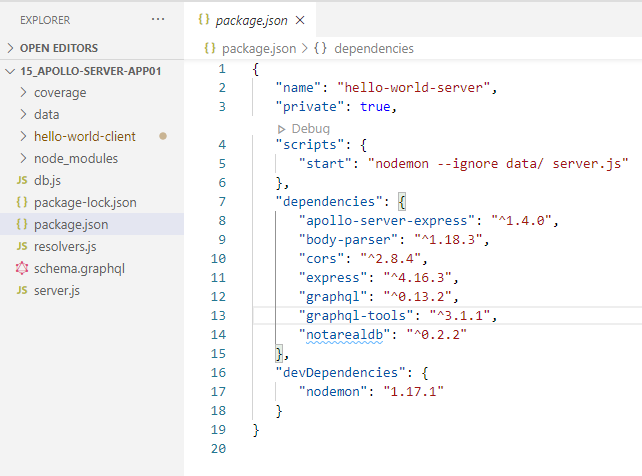 EXPLORER
OPEN EDITORS
15_APOLLO-SERVER-APP01
coverage
data
hello-world-client
node_modules
JS db.js
{} package-lock.json
{} package.json
JS resolvers.js
schema.graphql
JS server.js
{} package.json ×
{} package.json > {} dependencies
1 {
2 "name": "hello-world-server",
3 "private": true,
Debug
4 "scripts": {
5 "start": "nodemon --ignore data/ server.js"
6 },
7 "dependencies": {
8 "apollo-server-express": "^1.4.0",
9 "body-parser": "^1.18.3",
10 "cors": "^2.8.4",
11 "express": "^4.16.3",
12 "graphql": "^0.13.2",
13 "graphql-tools": "^3.1.1",
14 "notarealdb": "^0.2.2"
15 },
16 "devDependencies": {
17 "nodemon": "1.17.1"
18 }
19 }
20